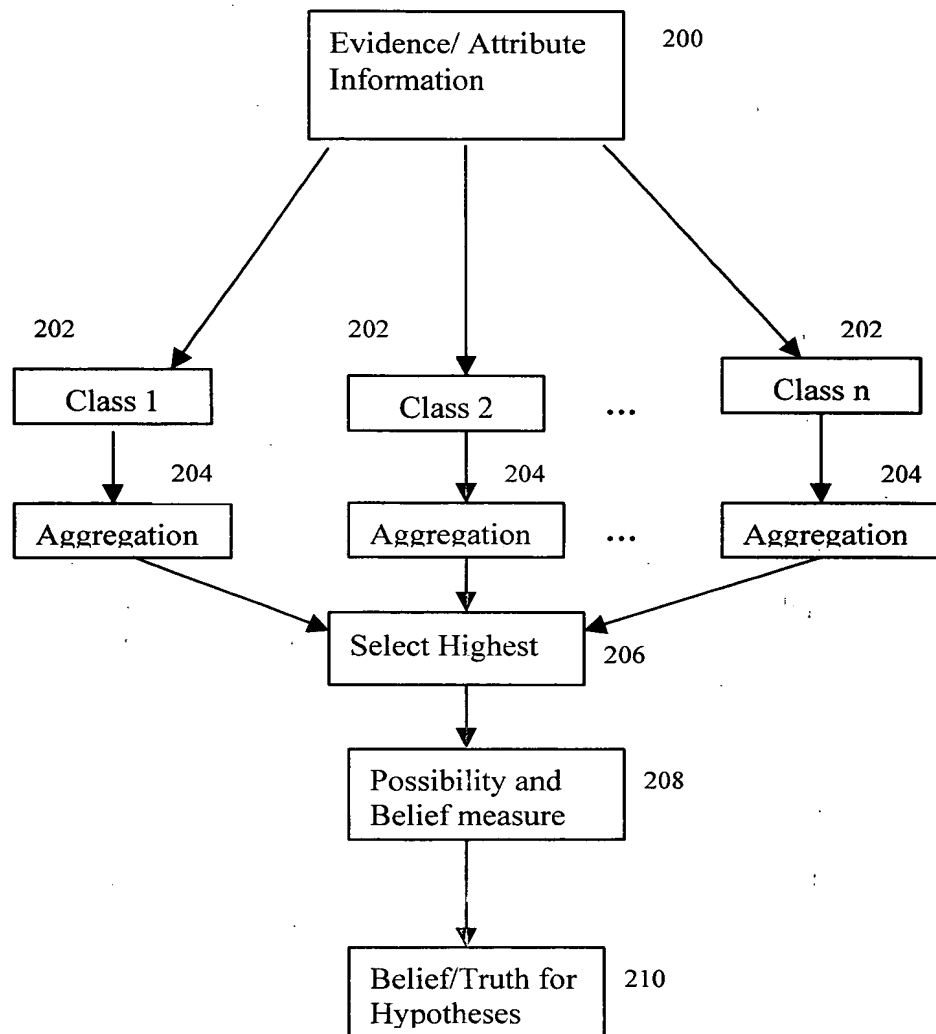 Evidence/ Attribute
Information
200
202
202
202
Class 1
Class 2
...
Class n
204
204
204
Aggregation
Aggregation
...
Aggregation
Select Highest
206
Possibility and
Belief measure
208
Belief/Truth for
Hypotheses
210